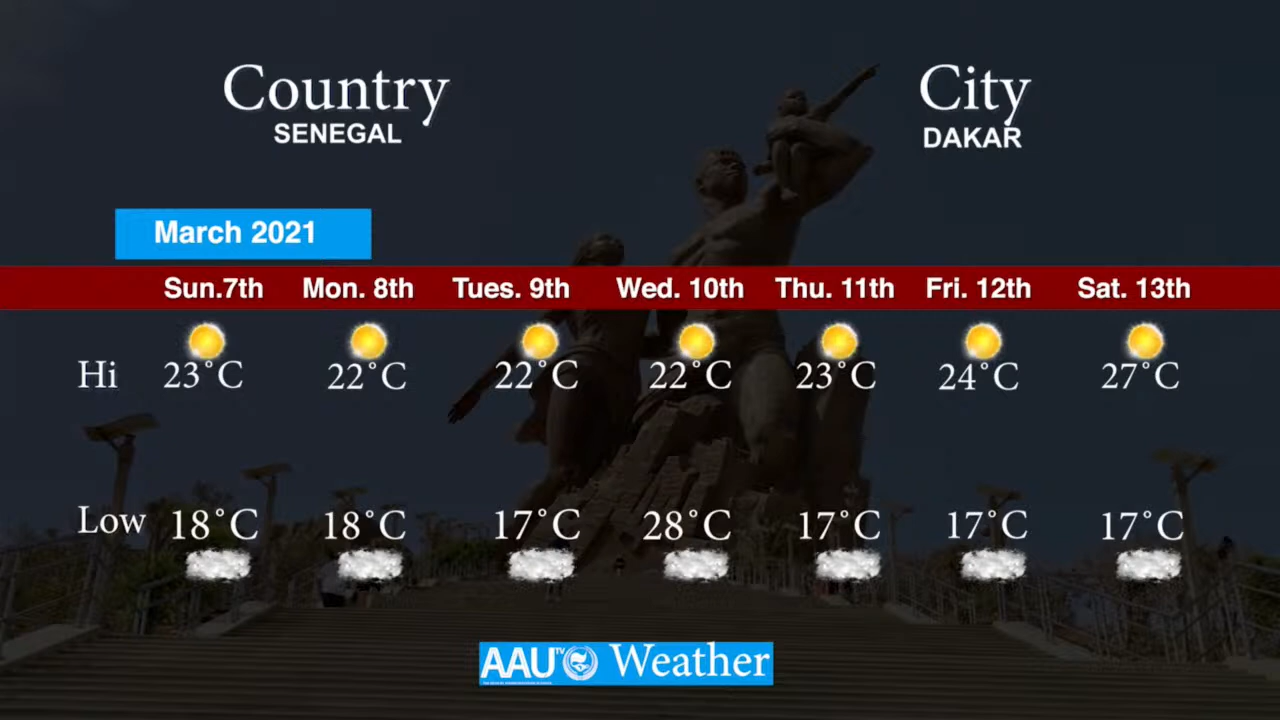 Country
SENEGAL
City
DAKAR
March 2021
Sun.7th Mon. 8th Tues. 9th Wed. 10th Thu. 11th Fri. 12th Sat. 13th
Hi 23°C 22°C 22°C 22°C 23°C 24°C 27°C
Low 18°C 18°C 17°C 28°C 17°C 17°C 17°C
AAU TV Weather